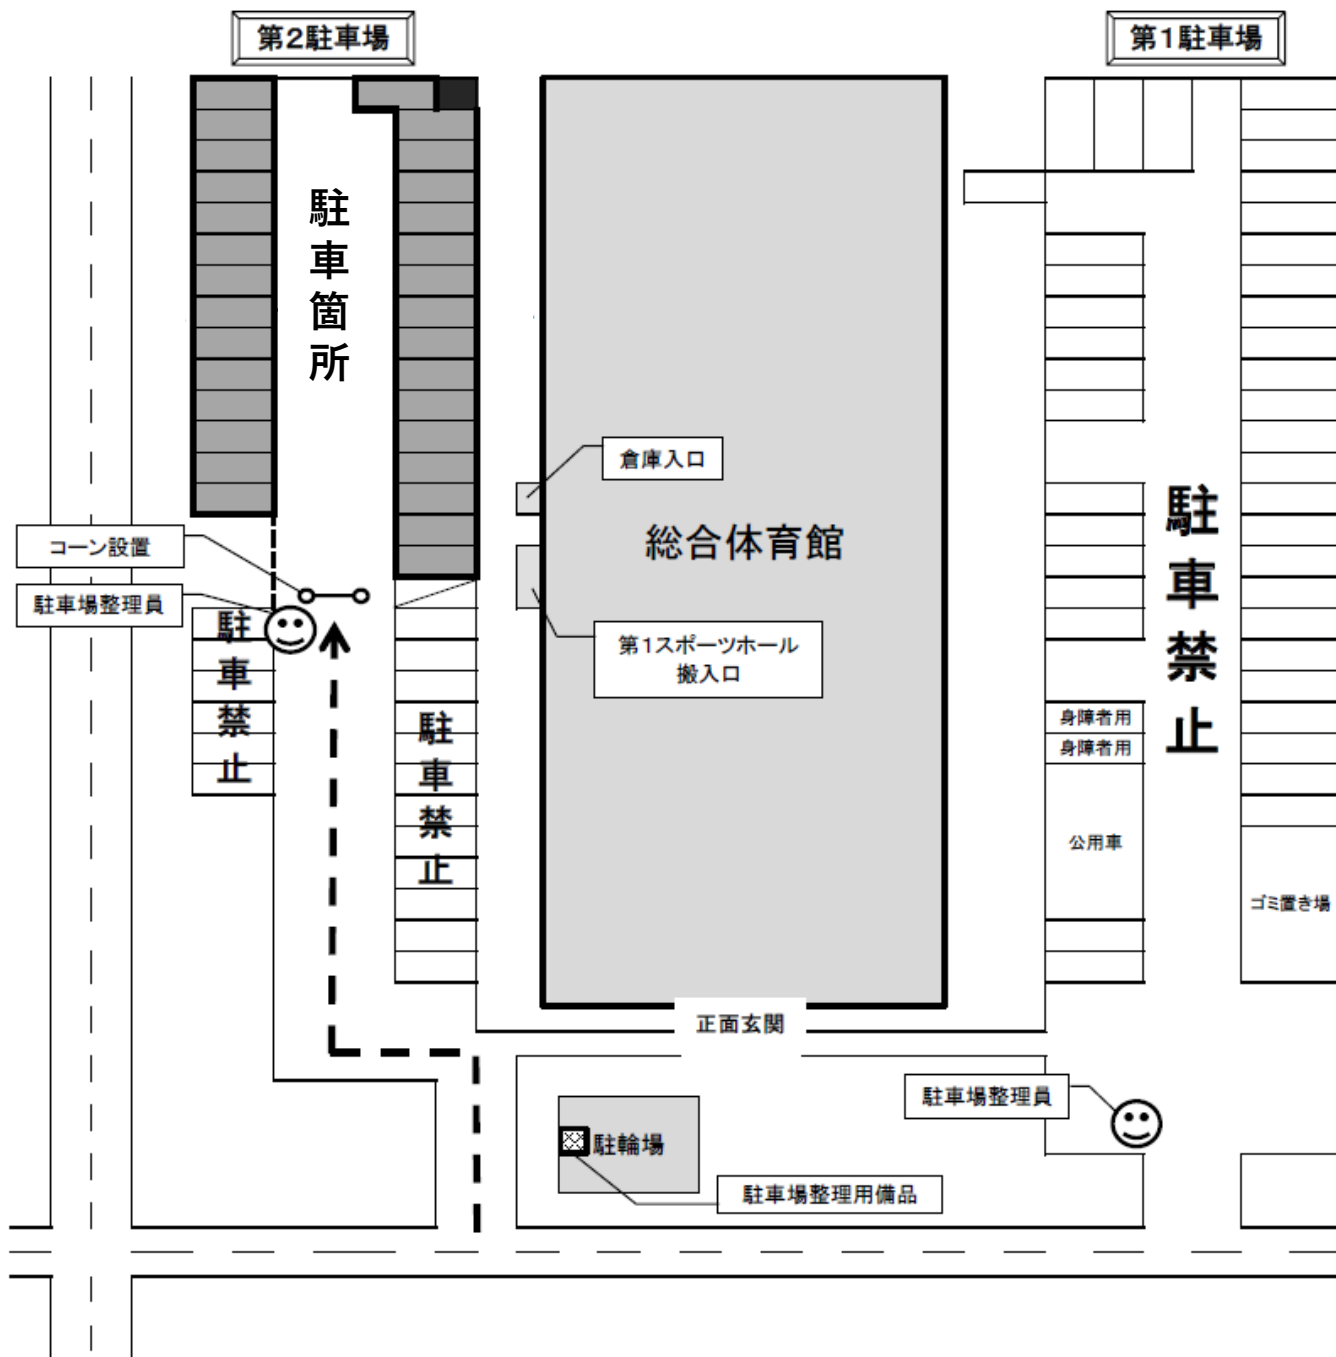 第2駐車場
第1駐車場
駐車箇所
倉庫入口
総合体育館
駐車禁止
コーン設置
駐車場整理員
駐車禁止
第1スポーツホール
搬入口
駐車禁止
身障者用
身障者用
公用車
ゴミ置き場
正面玄関
駐車場整理員
駐輪場
駐車場整理用備品